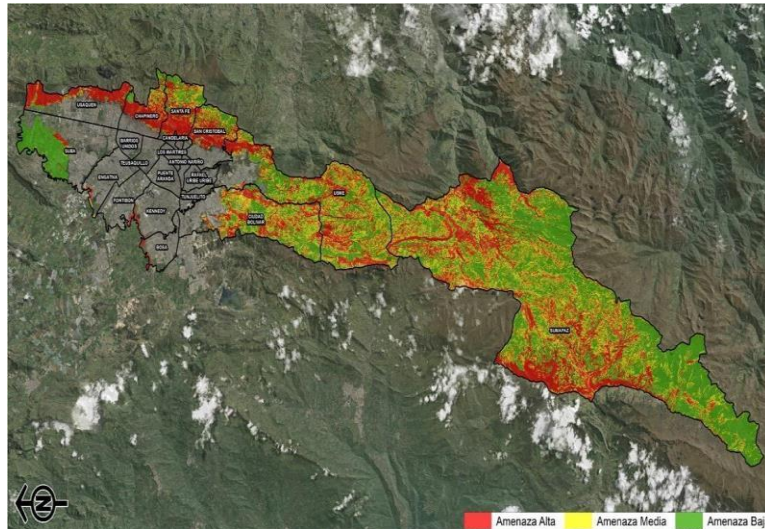 USAQUEN
CHAPINERO
SANTA FE
SAN CRISTOBAL
CANDELARIA
SUBA
BARRIOS
UNIDOS
LOS MARTIRES
TEUSAQUILLO
ANTONIO NARIÑO
ENGATIVA
PUENTE
ARANDA
RAFAEL
URIBE URIBE
FONTIBON
TUNJUELITO
KENNEDY
BOSA
CIUDAD
BOLIVAR
USME
SUMAPAZ
N
Amenaza Alta
Amenaza Media
Amenaza Baj